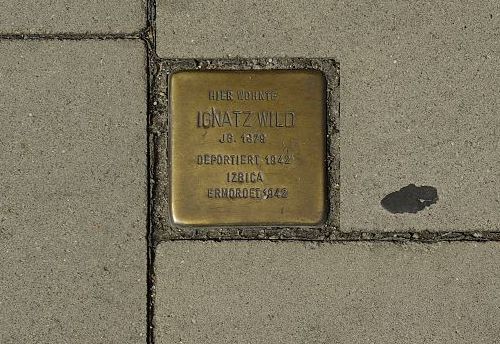 HIER WOHNTE
IGNATZ WILD
JG. 1879
DEPORTIERT 1942
IZBICA
ERMORDET 1942